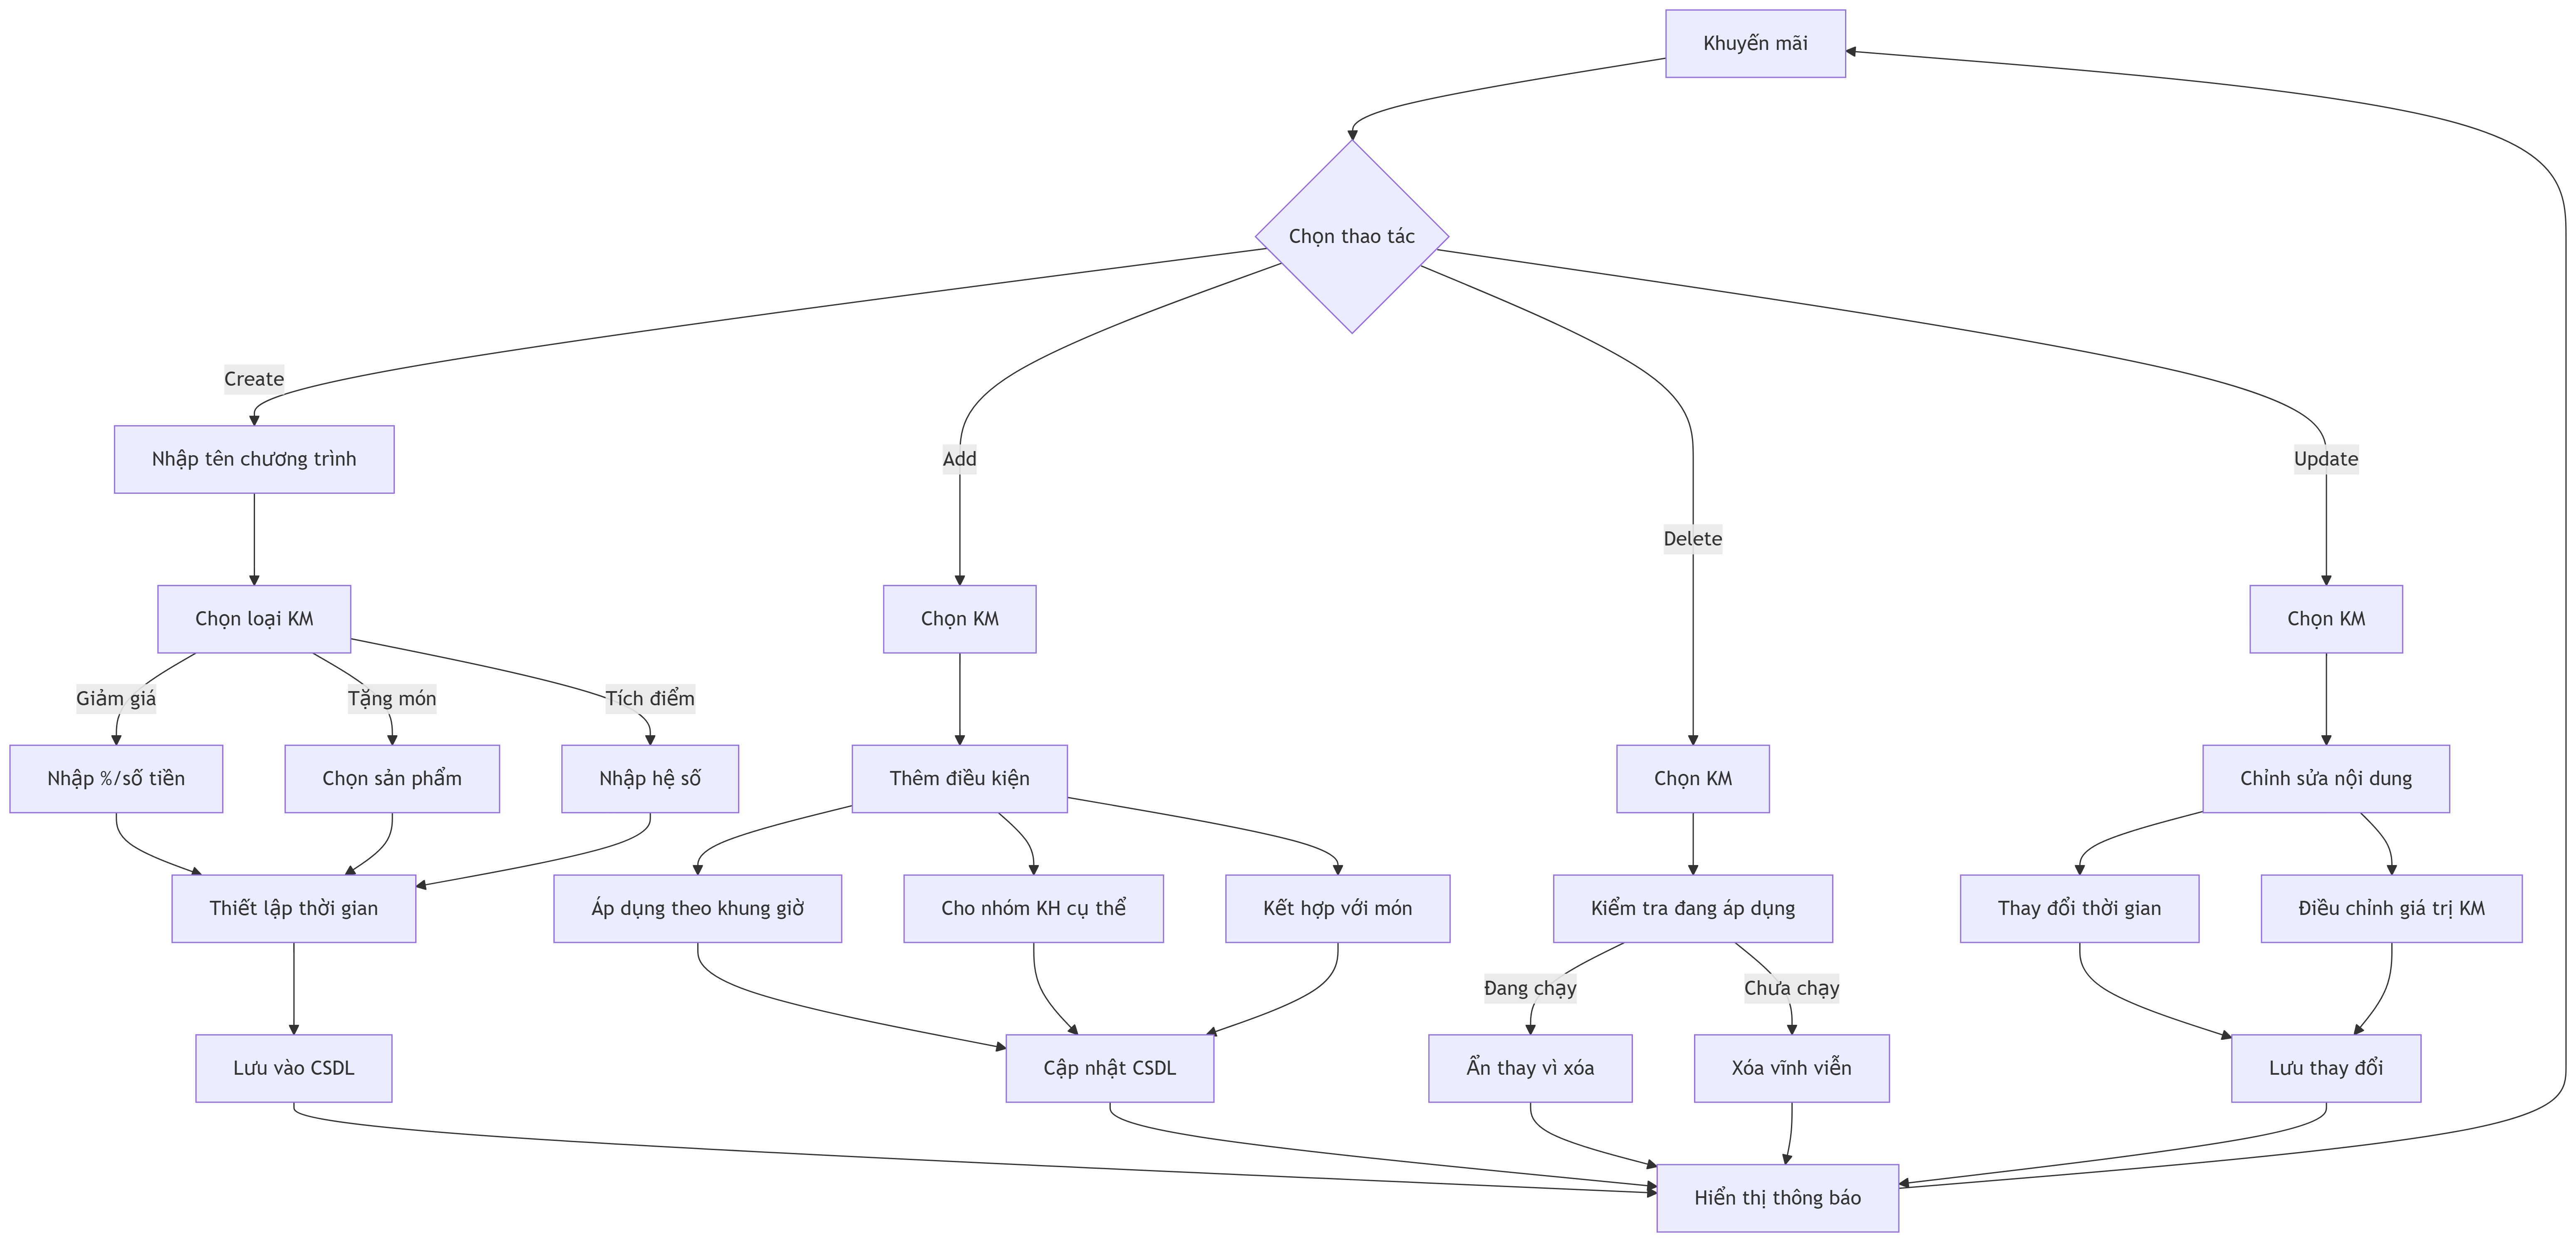 Khuyến mãi
Chọn thao tác
Create
Add
Delete
Update
Nhập tên chương trình
Chọn loại KM
Chọn KM
Chọn KM
Giảm giá
Tặng món
Tích điểm
Nhập %/số tiền
Chọn sản phẩm
Nhập hệ số
Thêm điều kiện
Chọn KM
Chỉnh sửa nội dung
Thiết lập thời gian
Áp dụng theo khung giờ
Cho nhóm KH cụ thể
Kết hợp với món
Kiểm tra đang áp dụng
Thay đổi thời gian
Điều chỉnh giá trị KM
Đang chạy
Chưa chạy
Lưu vào CSDL
Cập nhật CSDL
Ẩn thay vì xóa
Xóa vĩnh viễn
Lưu thay đổi
Hiển thị thông báo